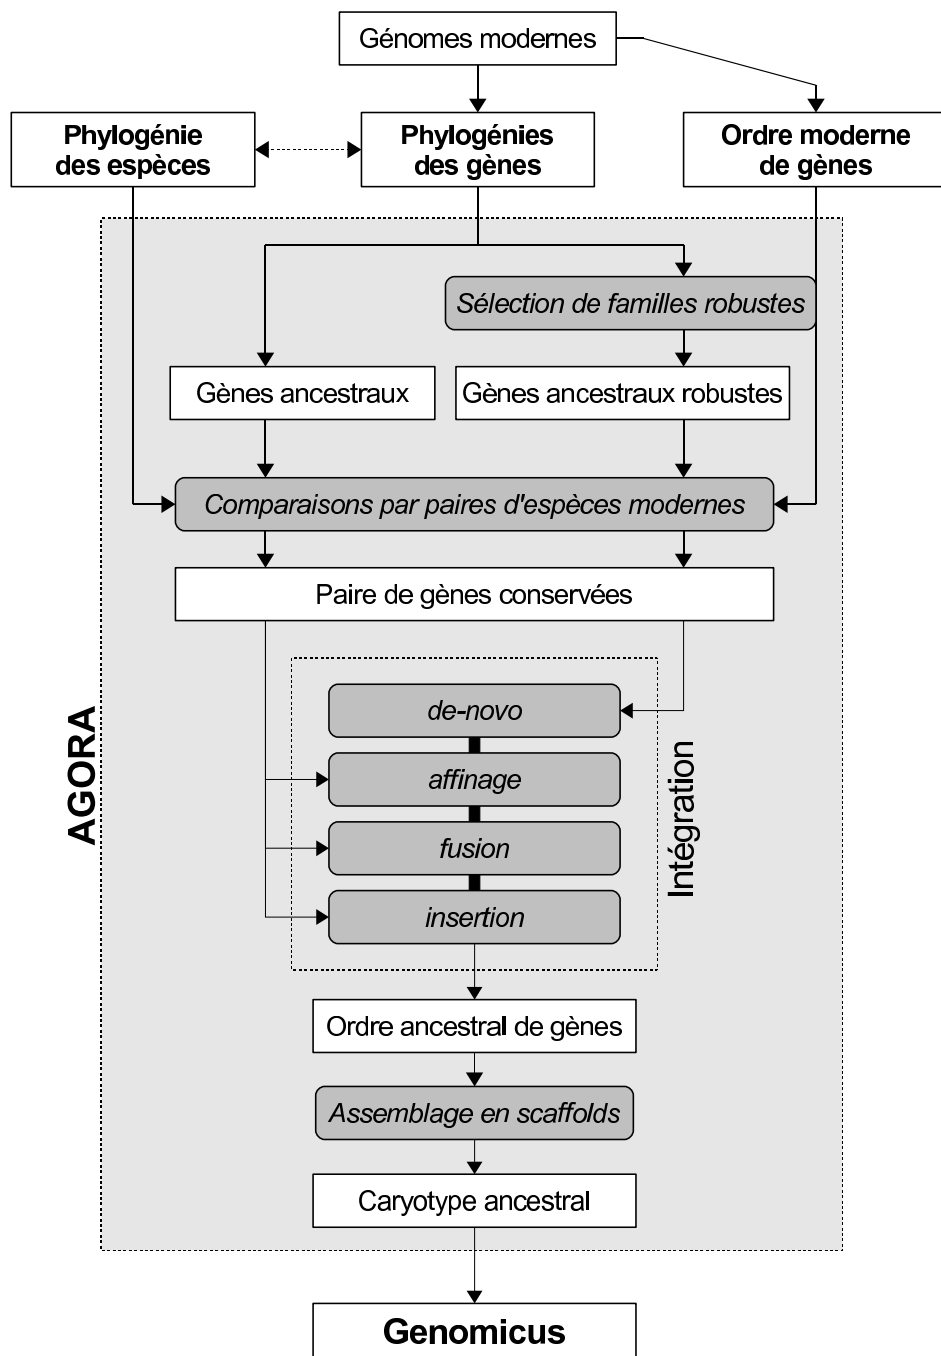 Génomes modernes
Phylogénie
des espèces
Phylogénies
des gènes
Ordre moderne
de gènes
Sélection de familles robustes
Gènes ancestraux
Gènes ancestraux robustes
Comparaisons par paires d'espèces modernes
Paire de gènes conservées
de-novo
affinage
fusion
insertion
Intégration
AGORA
Ordre ancestral de gènes
Assemblage en scaffolds
Caryotype ancestral
Genomicus